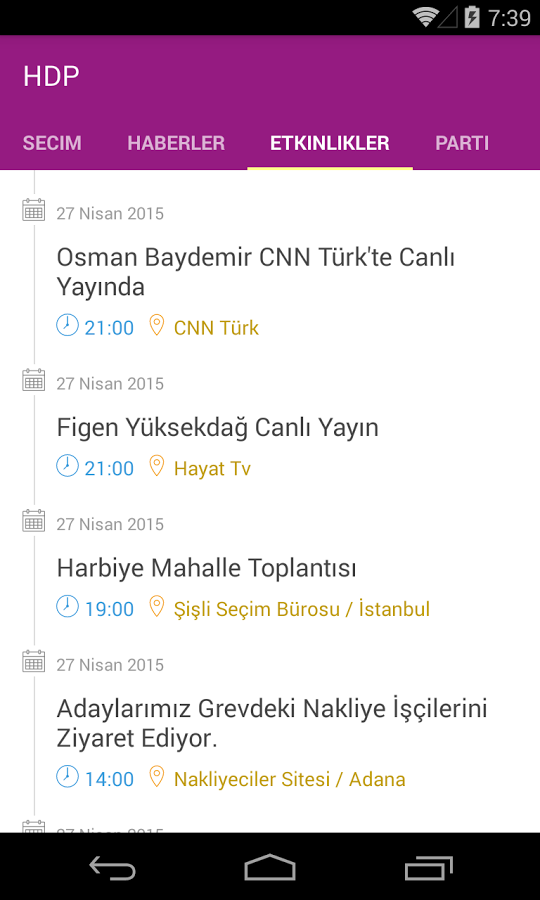 7:39
HDP
SECIM HABERLER ETKINLIKLER PARTI
27 Nisan 2015
Osman Baydemir CNN Türk'te Canlı
Yayında
21:00 CNN Türk
27 Nisan 2015
Figen Yüksekdağ Canlı Yayın
21:00 Hayat Tv
27 Nisan 2015
Harbiye Mahalle Toplantısı
19:00 Şişli Seçim Bürosu / İstanbul
27 Nisan 2015
Adaylarımız Grevdeki Nakliye İşçilerini
Ziyaret Ediyor.
14:00 Nakliyeciler Sitesi / Adana
27 Nisan 2015